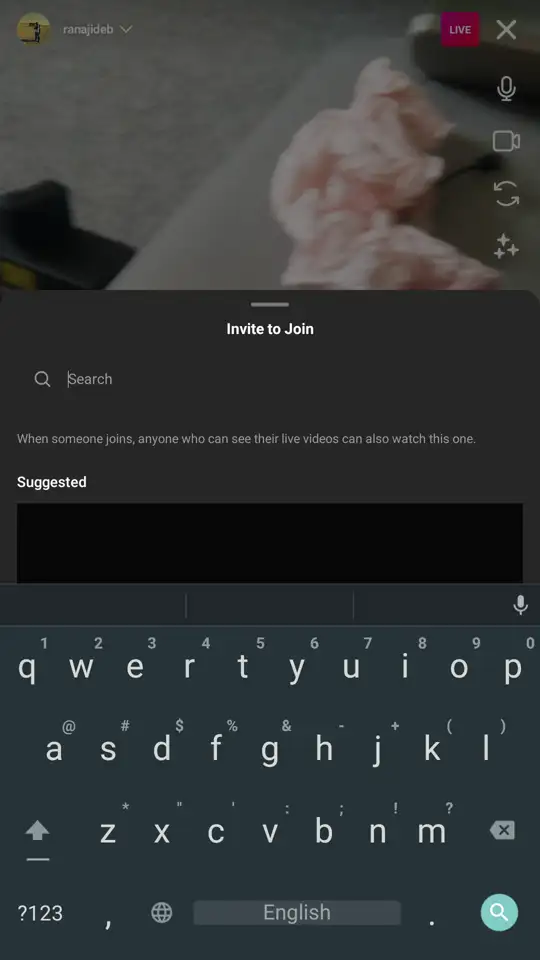 ranajideb
LIVE
Invite to Join
Search
When someone joins, anyone who can see their live videos can also watch this one.
Suggested
1 2 3 4 5 6 7 8 9 0
q w e r t y u i o p
@ # $ % & - + ( )
a s d f g h j k l
* " ' : ; ! ?
z x c v b n m
?123 , English .